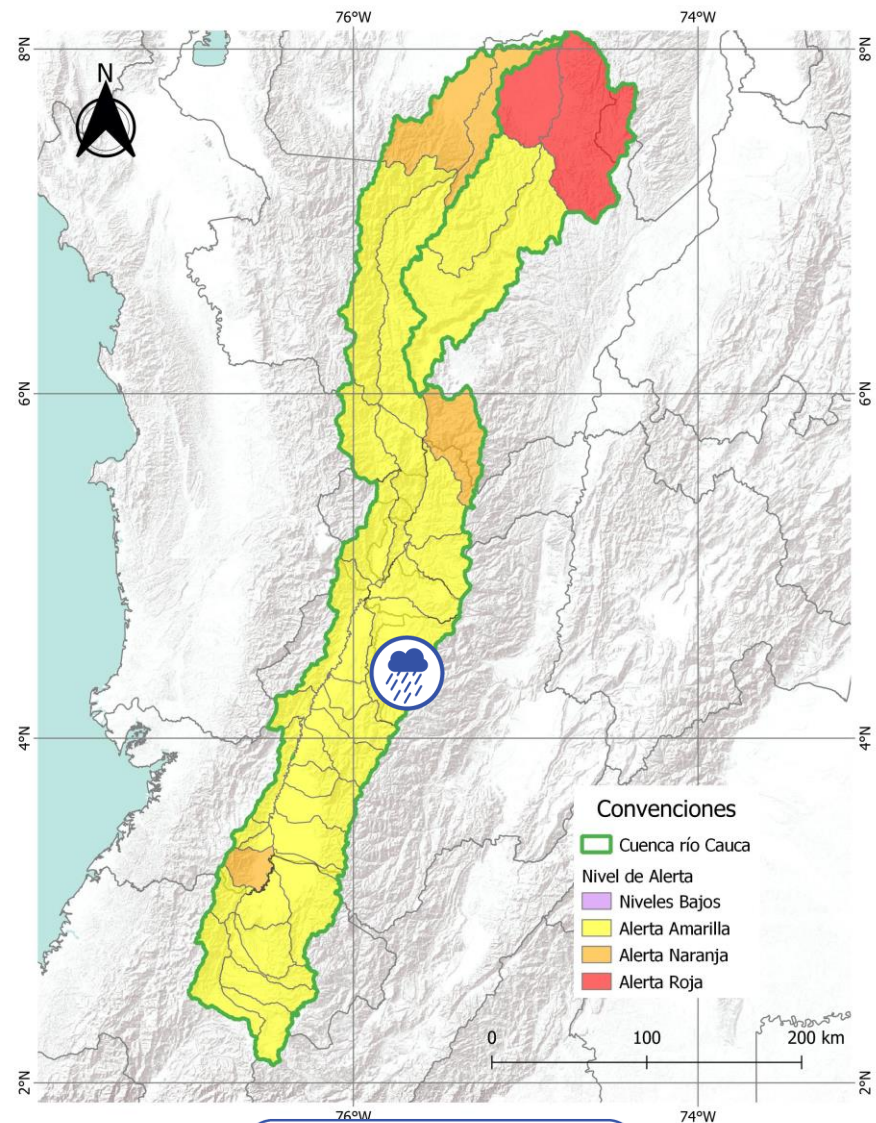 76°W 74°W
8°N 8°N
N
6°N 6°N
4°N 4°N
Convenciones
Cuenca río Cauca
Nivel de Alerta
Niveles Bajos
Alerta Amarilla
Alerta Naranja
Alerta Roja
0 100 200 km
2°N 2°N
76°W 74°W